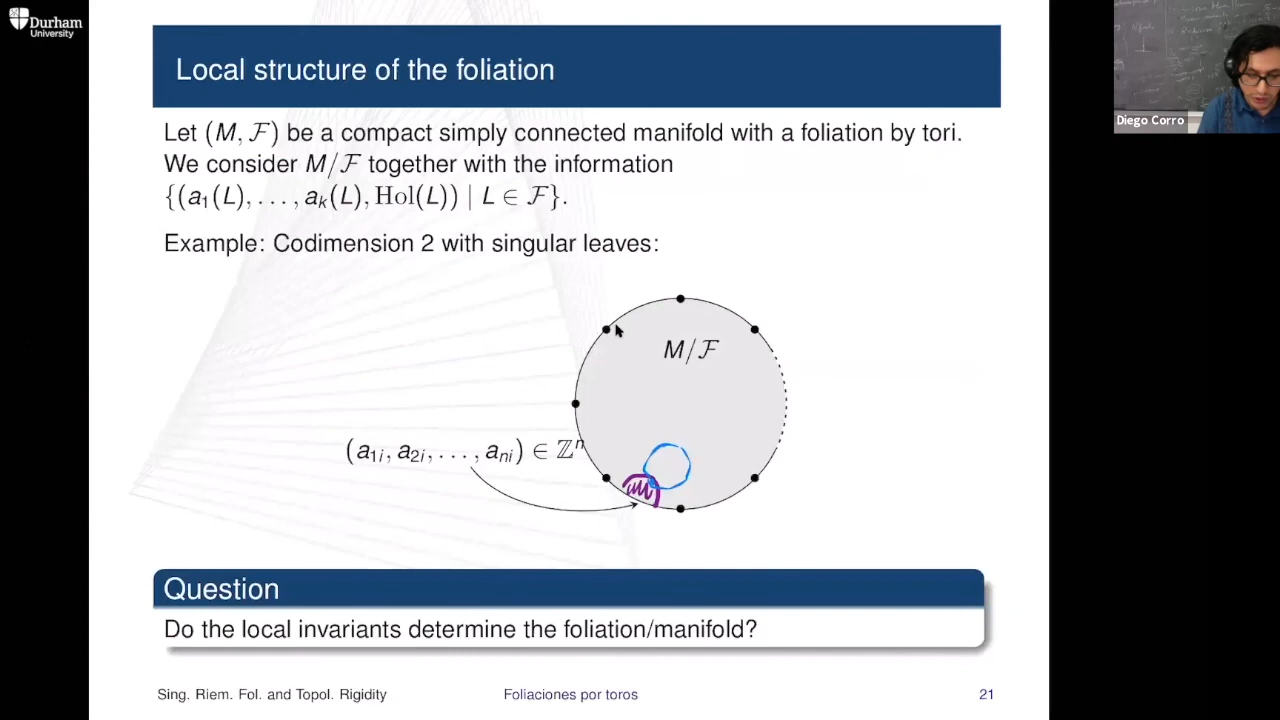 Durham
University
Local structure of the foliation
Diego Corro
Let (M, ℱ) be a compact simply connected manifold with a foliation by tori.
We consider M/ℱ together with the information
{(a₁(L), . . . , aₖ(L), Hol(L)) | L ∈ ℱ}.
Example: Codimension 2 with singular leaves:
M/ℱ
(a₁ᵢ, a₂ᵢ, . . . , aₙᵢ) ∈ ℤⁿ
Question
Do the local invariants determine the foliation/manifold?
Sing. Riem. Fol. and Topol. Rigidity Foliaciones por toros 21